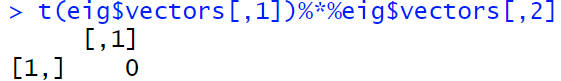 > t(eig$vectors[,1])%*%eig$vectors[,2]
     [,1]
[1,]    0